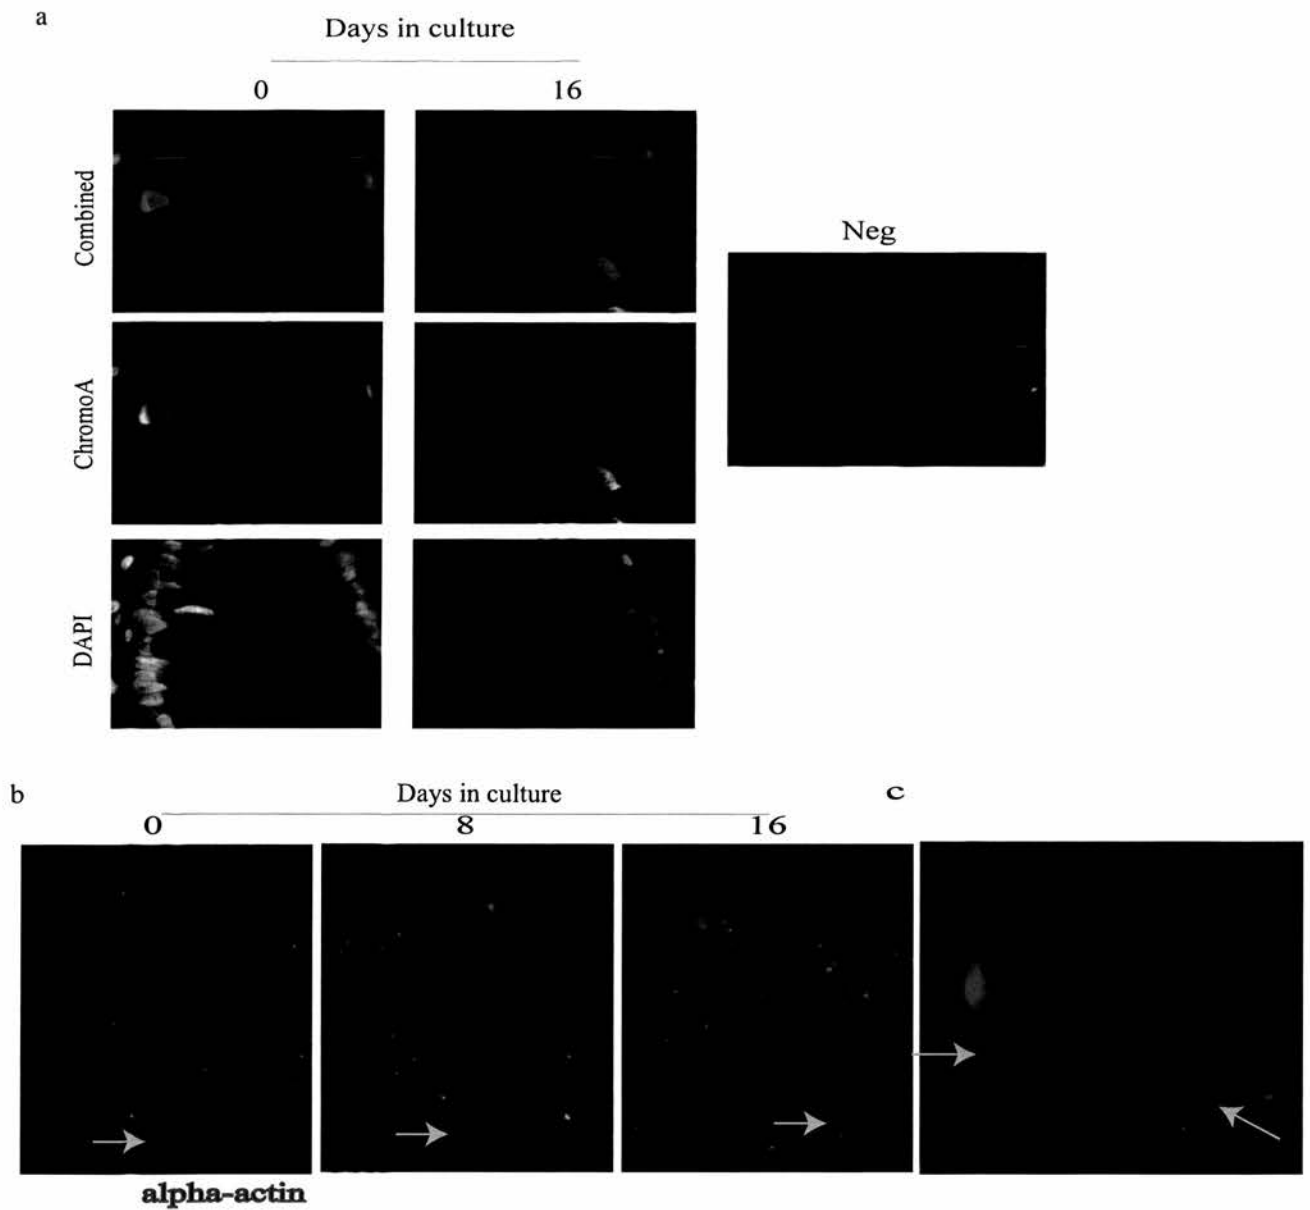 a
Days in culture
0 16
Combined
Neg
ChromoA
DAPI
b
Days in culture
c
0 8 16
alpha-actin